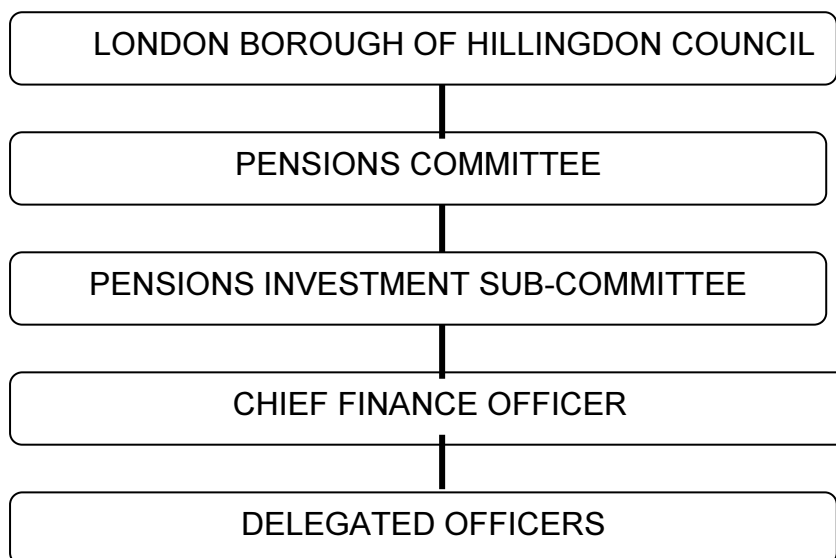 LONDON BOROUGH OF HILLINGDON COUNCIL
PENSIONS COMMITTEE
PENSIONS INVESTMENT SUB-COMMITTEE
CHIEF FINANCE OFFICER
DELEGATED OFFICERS